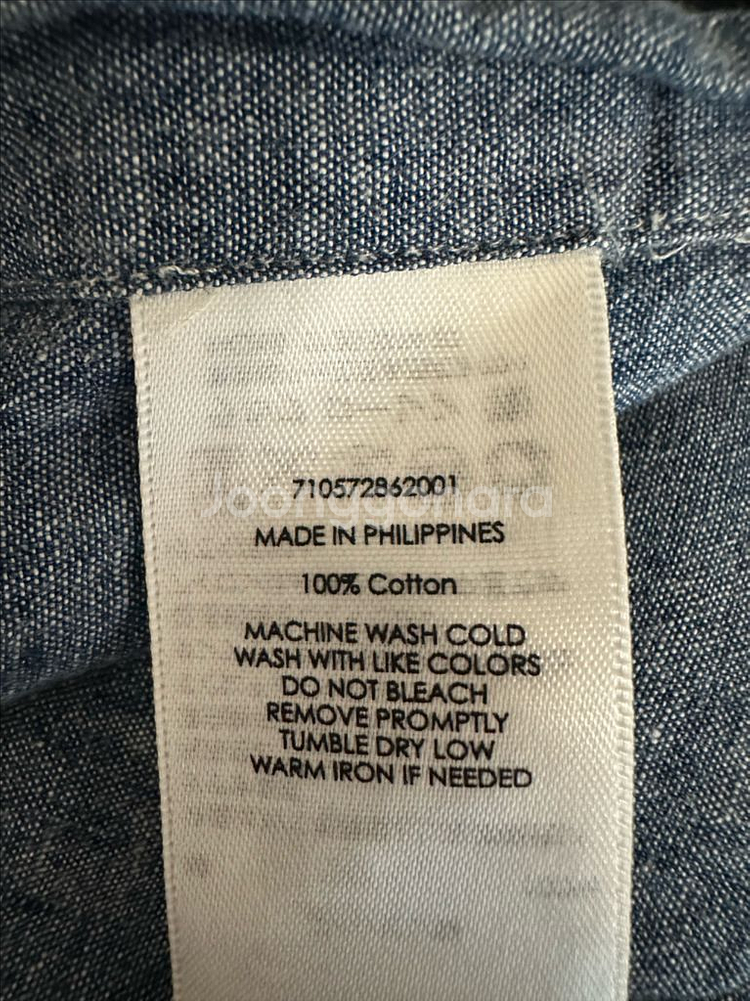 710572862001
Joonggonara
MADE IN PHILIPPINES
100% Cotton
MACHINE WASH COLD
WASH WITH LIKE COLORS
DO NOT BLEACH
REMOVE PROMPTLY
TUMBLE DRY LOW
WARM IRON IF NEEDED